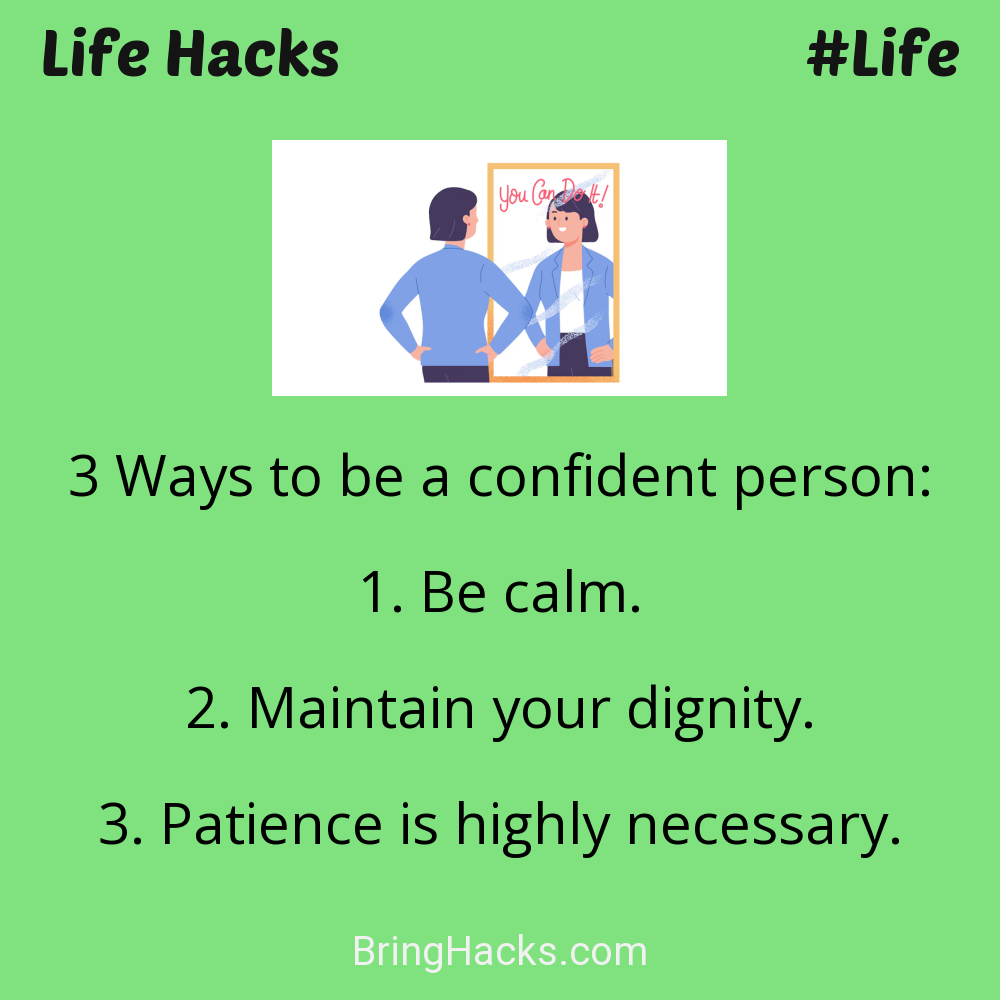 Life Hacks #Life
You Can Do It!
3 Ways to be a confident person:
1. Be calm.
2. Maintain your dignity.
3. Patience is highly necessary.
BringHacks.com